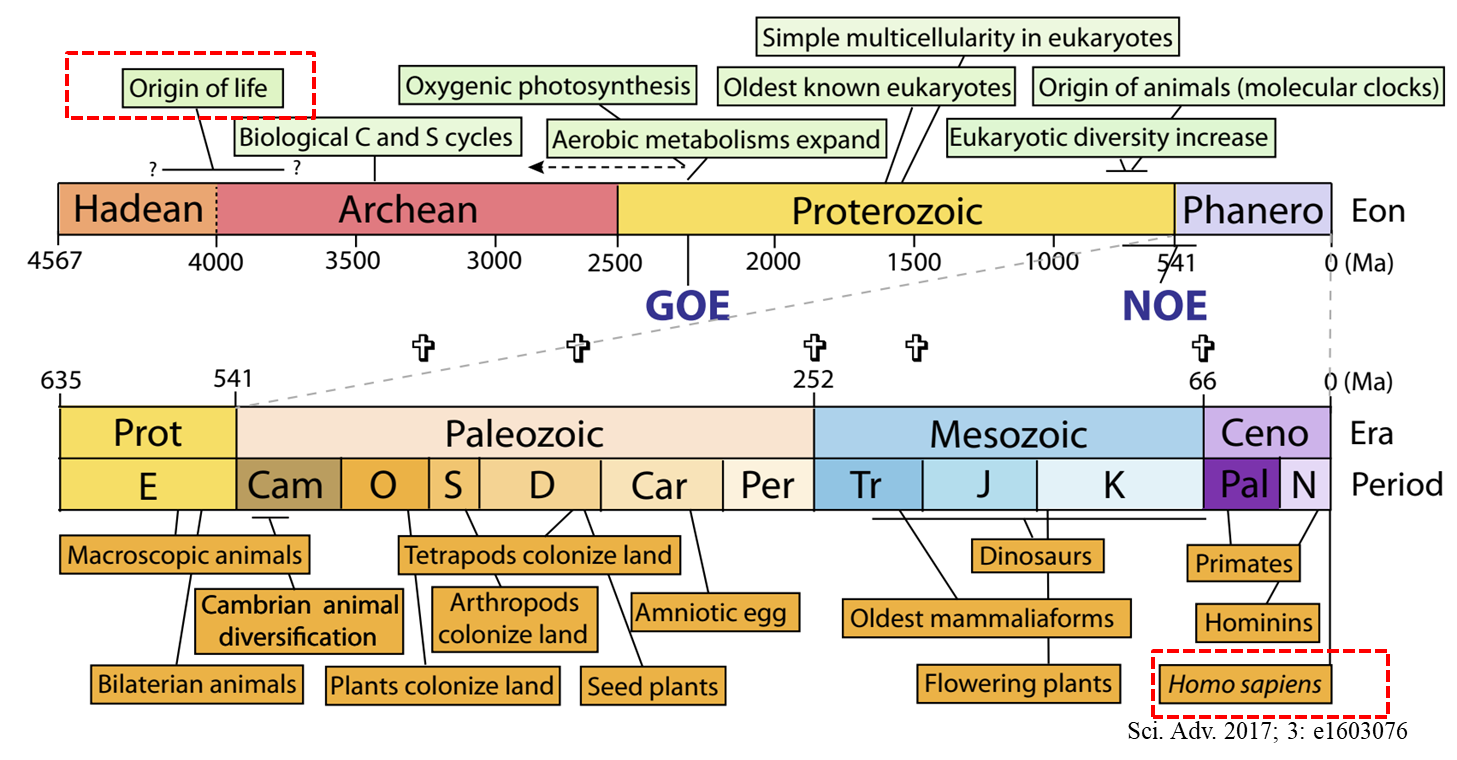 Simple multicellularity in eukaryotes
Origin of life
Oxygenic photosynthesis
Oldest known eukaryotes
Origin of animals (molecular clocks)
Biological C and S cycles
Aerobic metabolisms expand
Eukaryotic diversity increase
? ?
Hadean Archean Proterozoic Phanero Eon
4567 4000 3500 3000 2500 2000 1500 1000 541 0 (Ma)
GOE NOE
635 541 252 66 0 (Ma)
Prot Paleozoic Mesozoic Ceno Era
E Cam O S D Car Per Tr J K Pal N Period
Macroscopic animals
Tetrapods colonize land
Dinosaurs
Primates
Cambrian animal
diversification
Arthropods
colonize land
Amniotic egg
Oldest mammaliaforms
Hominins
Bilaterian animals
Plants colonize land
Seed plants
Flowering plants
Homo sapiens
Sci. Adv. 2017; 3: e1603076